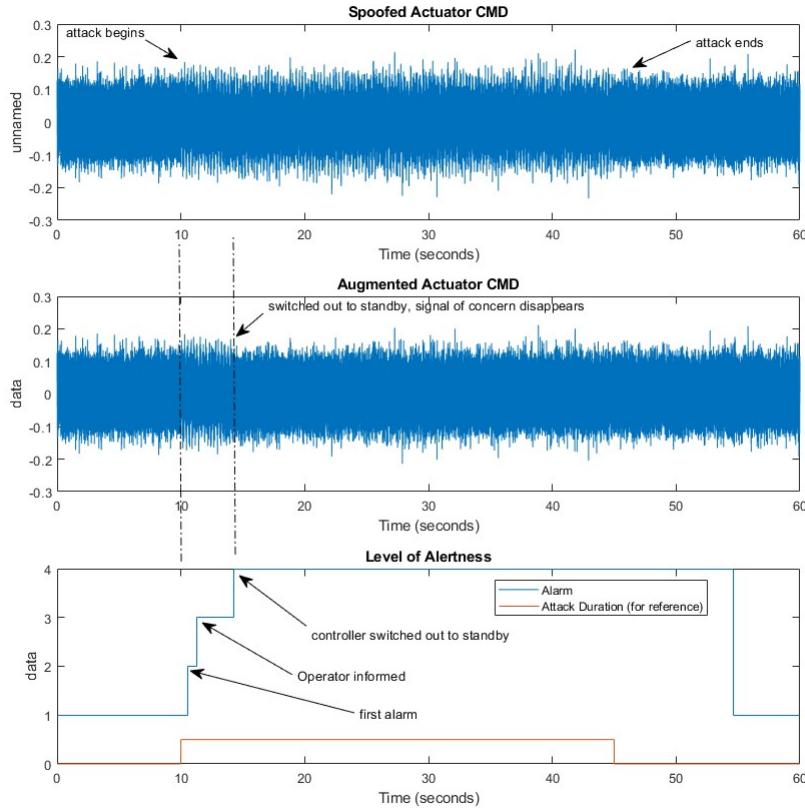 Spoofed Actuator CMD
attack begins
attack ends
unnamed
0.3
0.2
0.1
0
-0.1
-0.2
-0.3
0 10 20 30 40 50 60
Time (seconds)
Augmented Actuator CMD
switched out to standby, signal of concern disappears
data
0.3
0.2
0.1
0
-0.1
-0.2
-0.3
0 10 20 30 40 50 60
Time (seconds)
Level of Alertness
Alarm
Attack Duration (for reference)
controller switched out to standby
Operator informed
first alarm
data
4
3
2
1
0
0 10 20 30 40 50 60
Time (seconds)